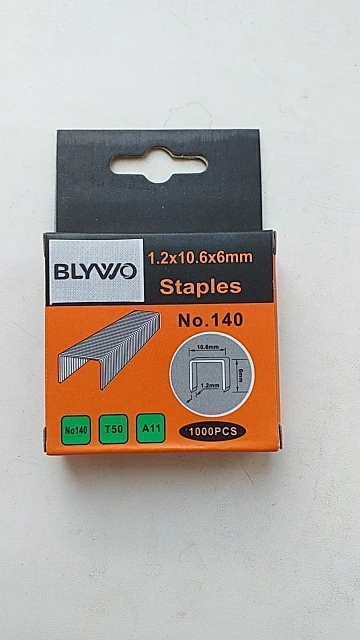 BLYWO
1.2x10.6x6mm
Staples
No.140
10.6mm
6mm
1.2mm
No140
T50
A11
1000PCS